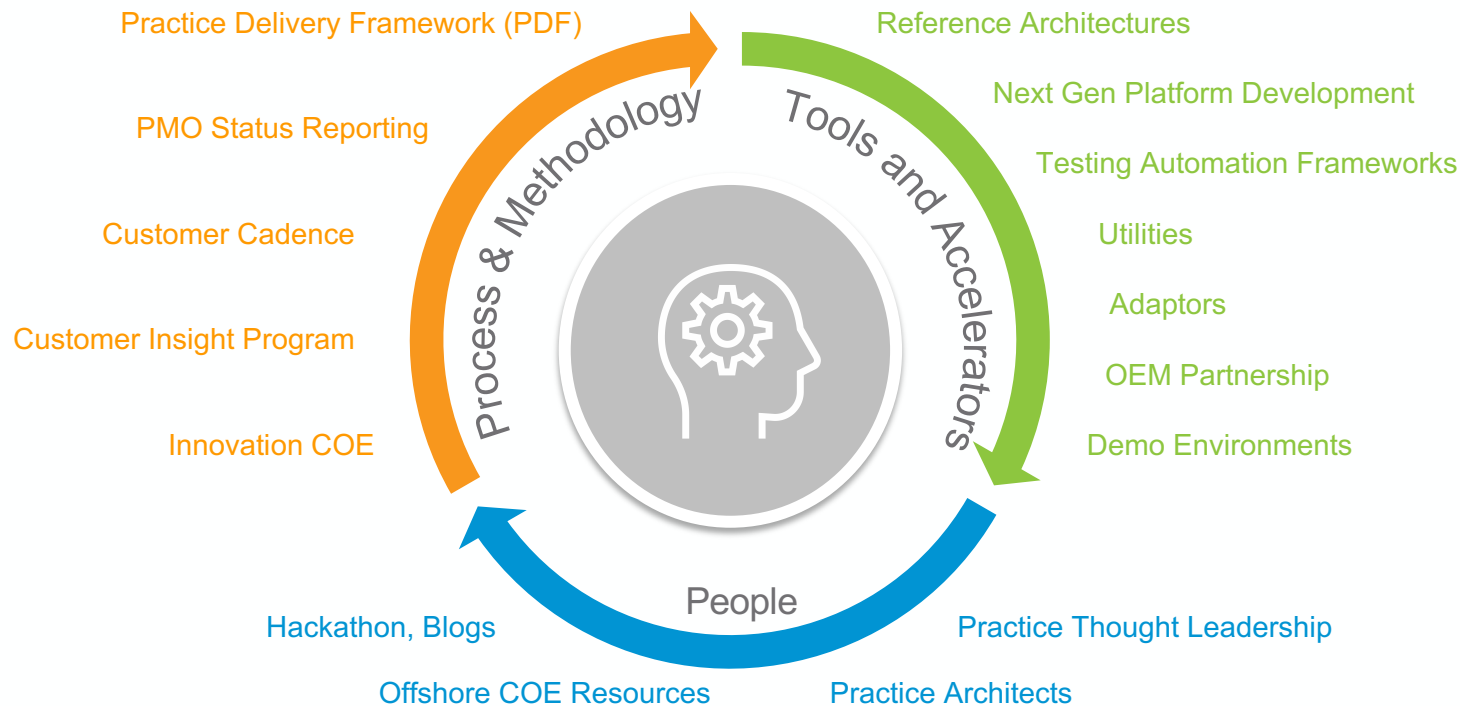 Practice Delivery Framework (PDF)
PMO Status Reporting
Customer Cadence
Customer Insight Program
Innovation COE
Process & Methodology
Tools and Accelerators
Reference Architectures
Next Gen Platform Development
Testing Automation Frameworks
Utilities
Adaptors
OEM Partnership
Demo Environments
People
Hackathon, Blogs
Practice Thought Leadership
Offshore COE Resources
Practice Architects